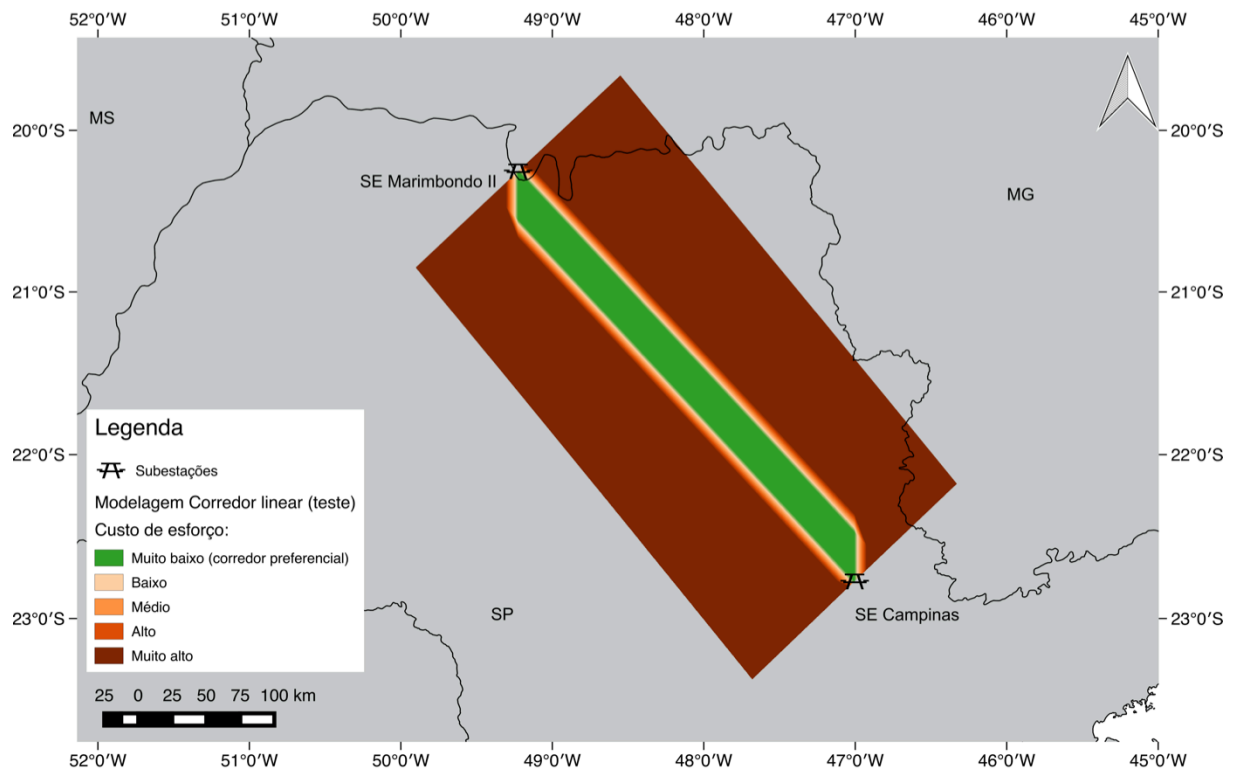 52°0′W 51°0′W 50°0′W 49°0′W 48°0′W 47°0′W 46°0′W 45°0′W
MS
20°0′S 20°0′S
SE Marimbondo II
MG
21°0′S 21°0′S
22°0′S 22°0′S
Legenda
Subestações
Modelagem Corredor linear (teste)
Custo de esforço:
Muito baixo (corredor preferencial)
Baixo
Médio
Alto
Muito alto
SP
SE Campinas
23°0′S 23°0′S
25 0 25 50 75 100 km
52°0′W 51°0′W 50°0′W 49°0′W 48°0′W 47°0′W 46°0′W 45°0′W